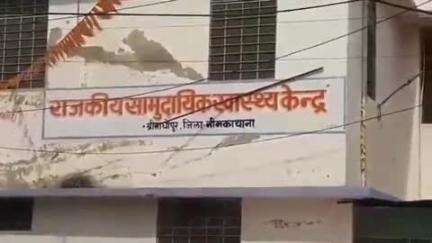 राजकीय सामुदायिक स्वास्थ्य केन्द्र
श्रीमाधोपुर, जिला- नीमकाथाना